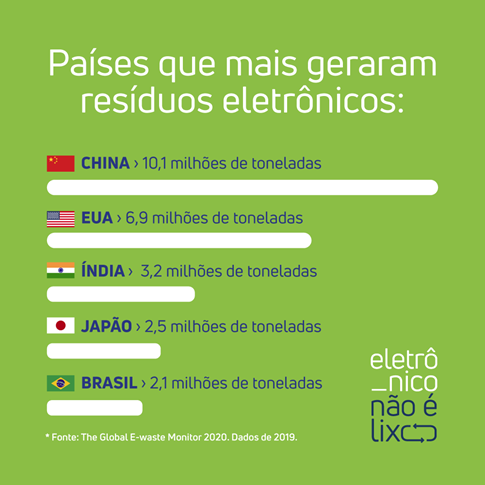 Países que mais geraram
resíduos eletrônicos:
CHINA › 10,1 milhões de toneladas
EUA › 6,9 milhões de toneladas
ÍNDIA › 3,2 milhões de toneladas
JAPÃO › 2,5 milhões de toneladas
BRASIL › 2,1 milhões de toneladas
eletrô
_nico
não é
lixo
* Fonte: The Global E-waste Monitor 2020. Dados de 2019.